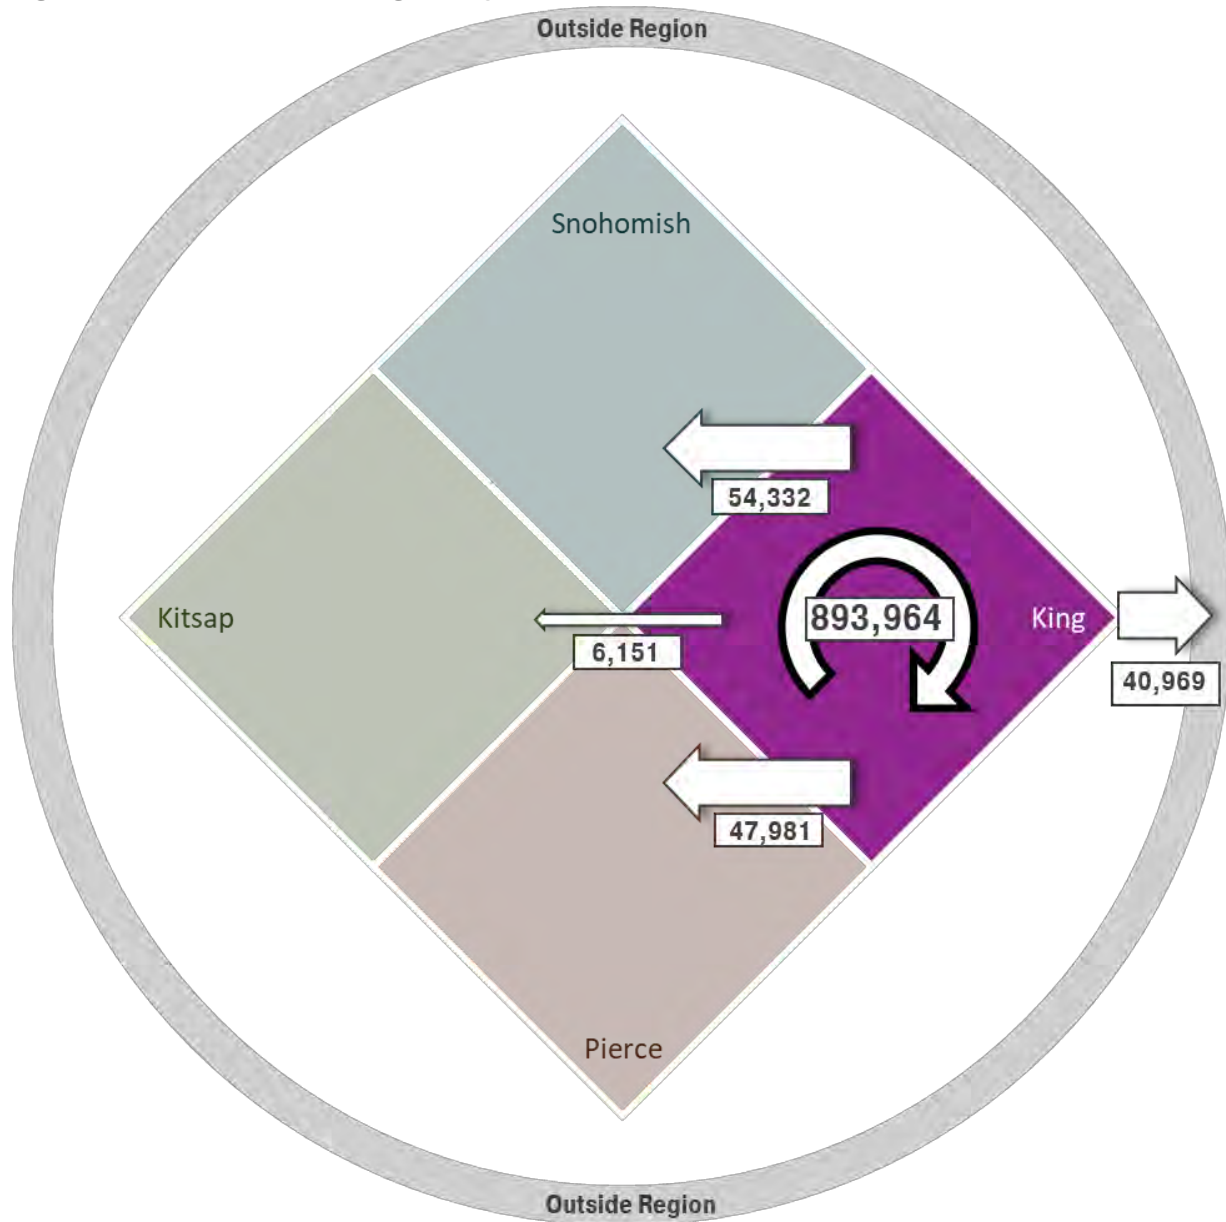 Outside Region
Snohomish
54,332
Kitsap
893,964
King
6,151
40,969
47,981
Pierce
Outside Region